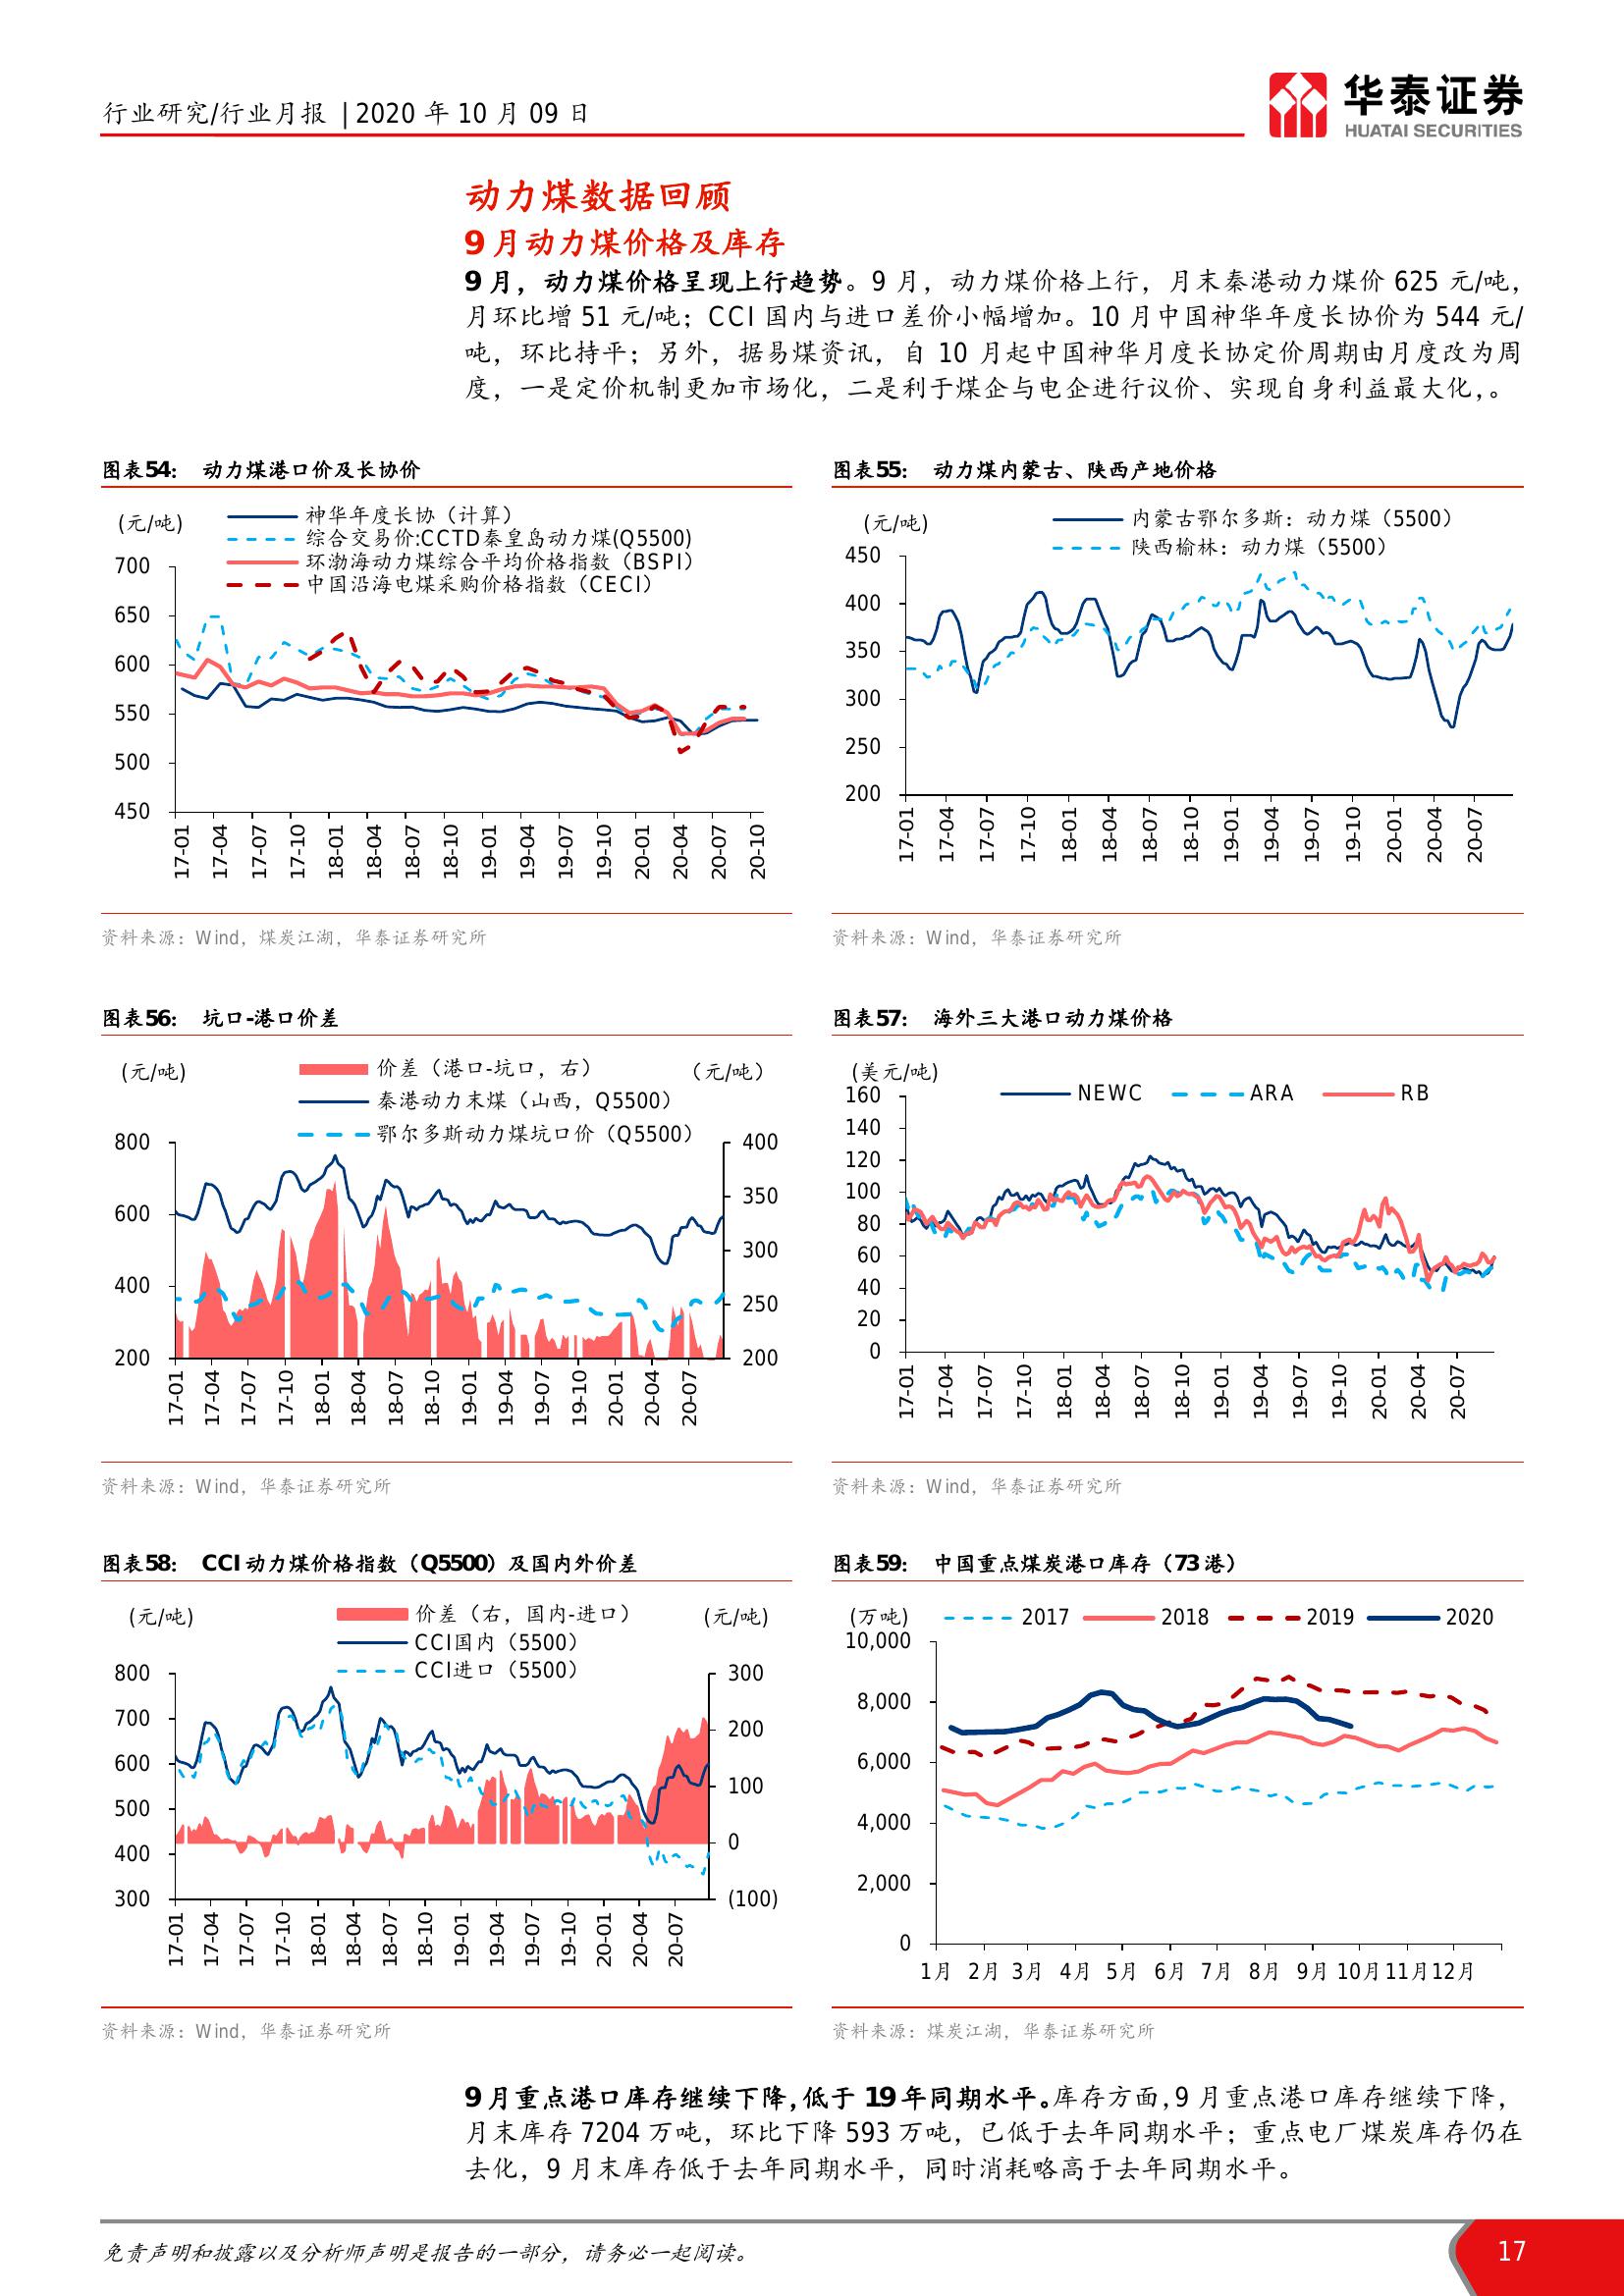 行业研究/行业月报 | 2020 年 10 月 09 日
华泰证券
HUATAI SECURITIES
动力煤数据回顾
9 月动力煤价格及库存
9 月，动力煤价格呈现上行趋势。9 月，动力煤价格上行，月末秦港动力煤价 625 元/吨，
月环比增 51 元/吨；CCI 国内与进口差价小幅增加。10 月中国神华年度长协价为 544 元/
吨，环比持平；另外，据易煤资讯，自 10 月起中国神华月度长协定价周期由月度改为周
度，一是定价机制更加市场化，二是利于煤企与电企进行议价、实现自身利益最大化，。
图表54： 动力煤港口价及长协价
(元/吨)
神华年度长协（计算）
综合交易价:CCTD秦皇岛动力煤(Q5500)
环渤海动力煤综合平均价格指数（BSPI）
中国沿海电煤采购价格指数（CECI）
700
650
600
550
500
450
17-01 17-04 17-07 17-10 18-01 18-04 18-07 18-10 19-01 19-04 19-07 19-10 20-01 20-04 20-07 20-10
资料来源：Wind，煤炭江湖，华泰证券研究所
图表55： 动力煤内蒙古、陕西产地价格
(元/吨)
内蒙古鄂尔多斯：动力煤（5500）
陕西榆林：动力煤（5500）
450
400
350
300
250
200
17-01 17-04 17-07 17-10 18-01 18-04 18-07 18-10 19-01 19-04 19-07 19-10 20-01 20-04 20-07
资料来源：Wind，华泰证券研究所
图表56： 坑口-港口价差
(元/吨)
价差（港口-坑口，右）
（元/吨）
秦港动力末煤（山西，Q5500）
鄂尔多斯动力煤坑口价（Q5500）
800
600
400
200
400
350
300
250
200
17-01 17-04 17-07 17-10 18-01 18-04 18-07 18-10 19-01 19-04 19-07 19-10 20-01 20-04 20-07
资料来源：Wind，华泰证券研究所
图表57： 海外三大港口动力煤价格
(美元/吨)
NEWC ARA RB
160
140
120
100
80
60
40
20
0
17-01 17-04 17-07 17-10 18-01 18-04 18-07 18-10 19-01 19-04 19-07 19-10 20-01 20-04 20-07
资料来源：Wind，华泰证券研究所
图表58： CCI 动力煤价格指数（Q5500）及国内外价差
(元/吨)
价差（右，国内-进口）
(元/吨)
CCI国内（5500）
CCI进口（5500）
800
700
600
500
400
300
300
200
100
0
(100)
17-01 17-04 17-07 17-10 18-01 18-04 18-07 18-10 19-01 19-04 19-07 19-10 20-01 20-04 20-07
资料来源：Wind，华泰证券研究所
图表59： 中国重点煤炭港口库存（73 港）
(万吨)
2017 2018 2019 2020
10,000
8,000
6,000
4,000
2,000
0
1月 2月 3月 4月 5月 6月 7月 8月 9月 10月 11月 12月
资料来源：煤炭江湖，华泰证券研究所
9 月重点港口库存继续下降，低于 19 年同期水平。库存方面，9 月重点港口库存继续下降，
月末库存 7204 万吨，环比下降 593 万吨，已低于去年同期水平；重点电厂煤炭库存仍在
去化，9 月末库存低于去年同期水平，同时消耗略高于去年同期水平。
免责声明和披露以及分析师声明是报告的一部分，请务必一起阅读。
17